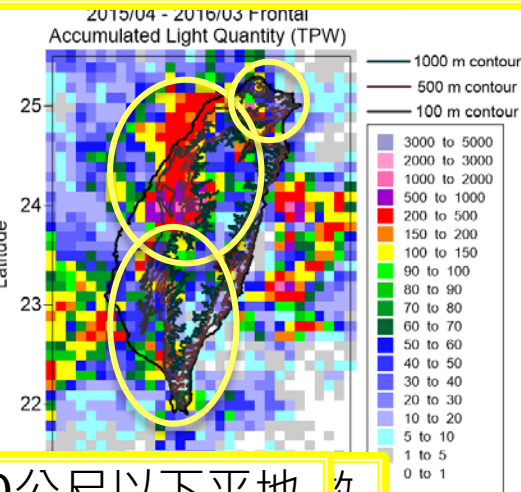 2015/04 - 2016/03 Frontal
Accumulated Light Quantity (TPW)
1000 m contour
500 m contour
100 m contour
3000 to 5000
2000 to 3000
1000 to 2000
500 to 1000
200 to 500
150 to 200
100 to 150
90 to 100
80 to 90
70 to 80
60 to 70
50 to 60
40 to 50
30 to 40
20 to 30
10 to 20
5 to 10
1 to 5
0 to 1
25
24
23
22
Latitude
公尺以下平地